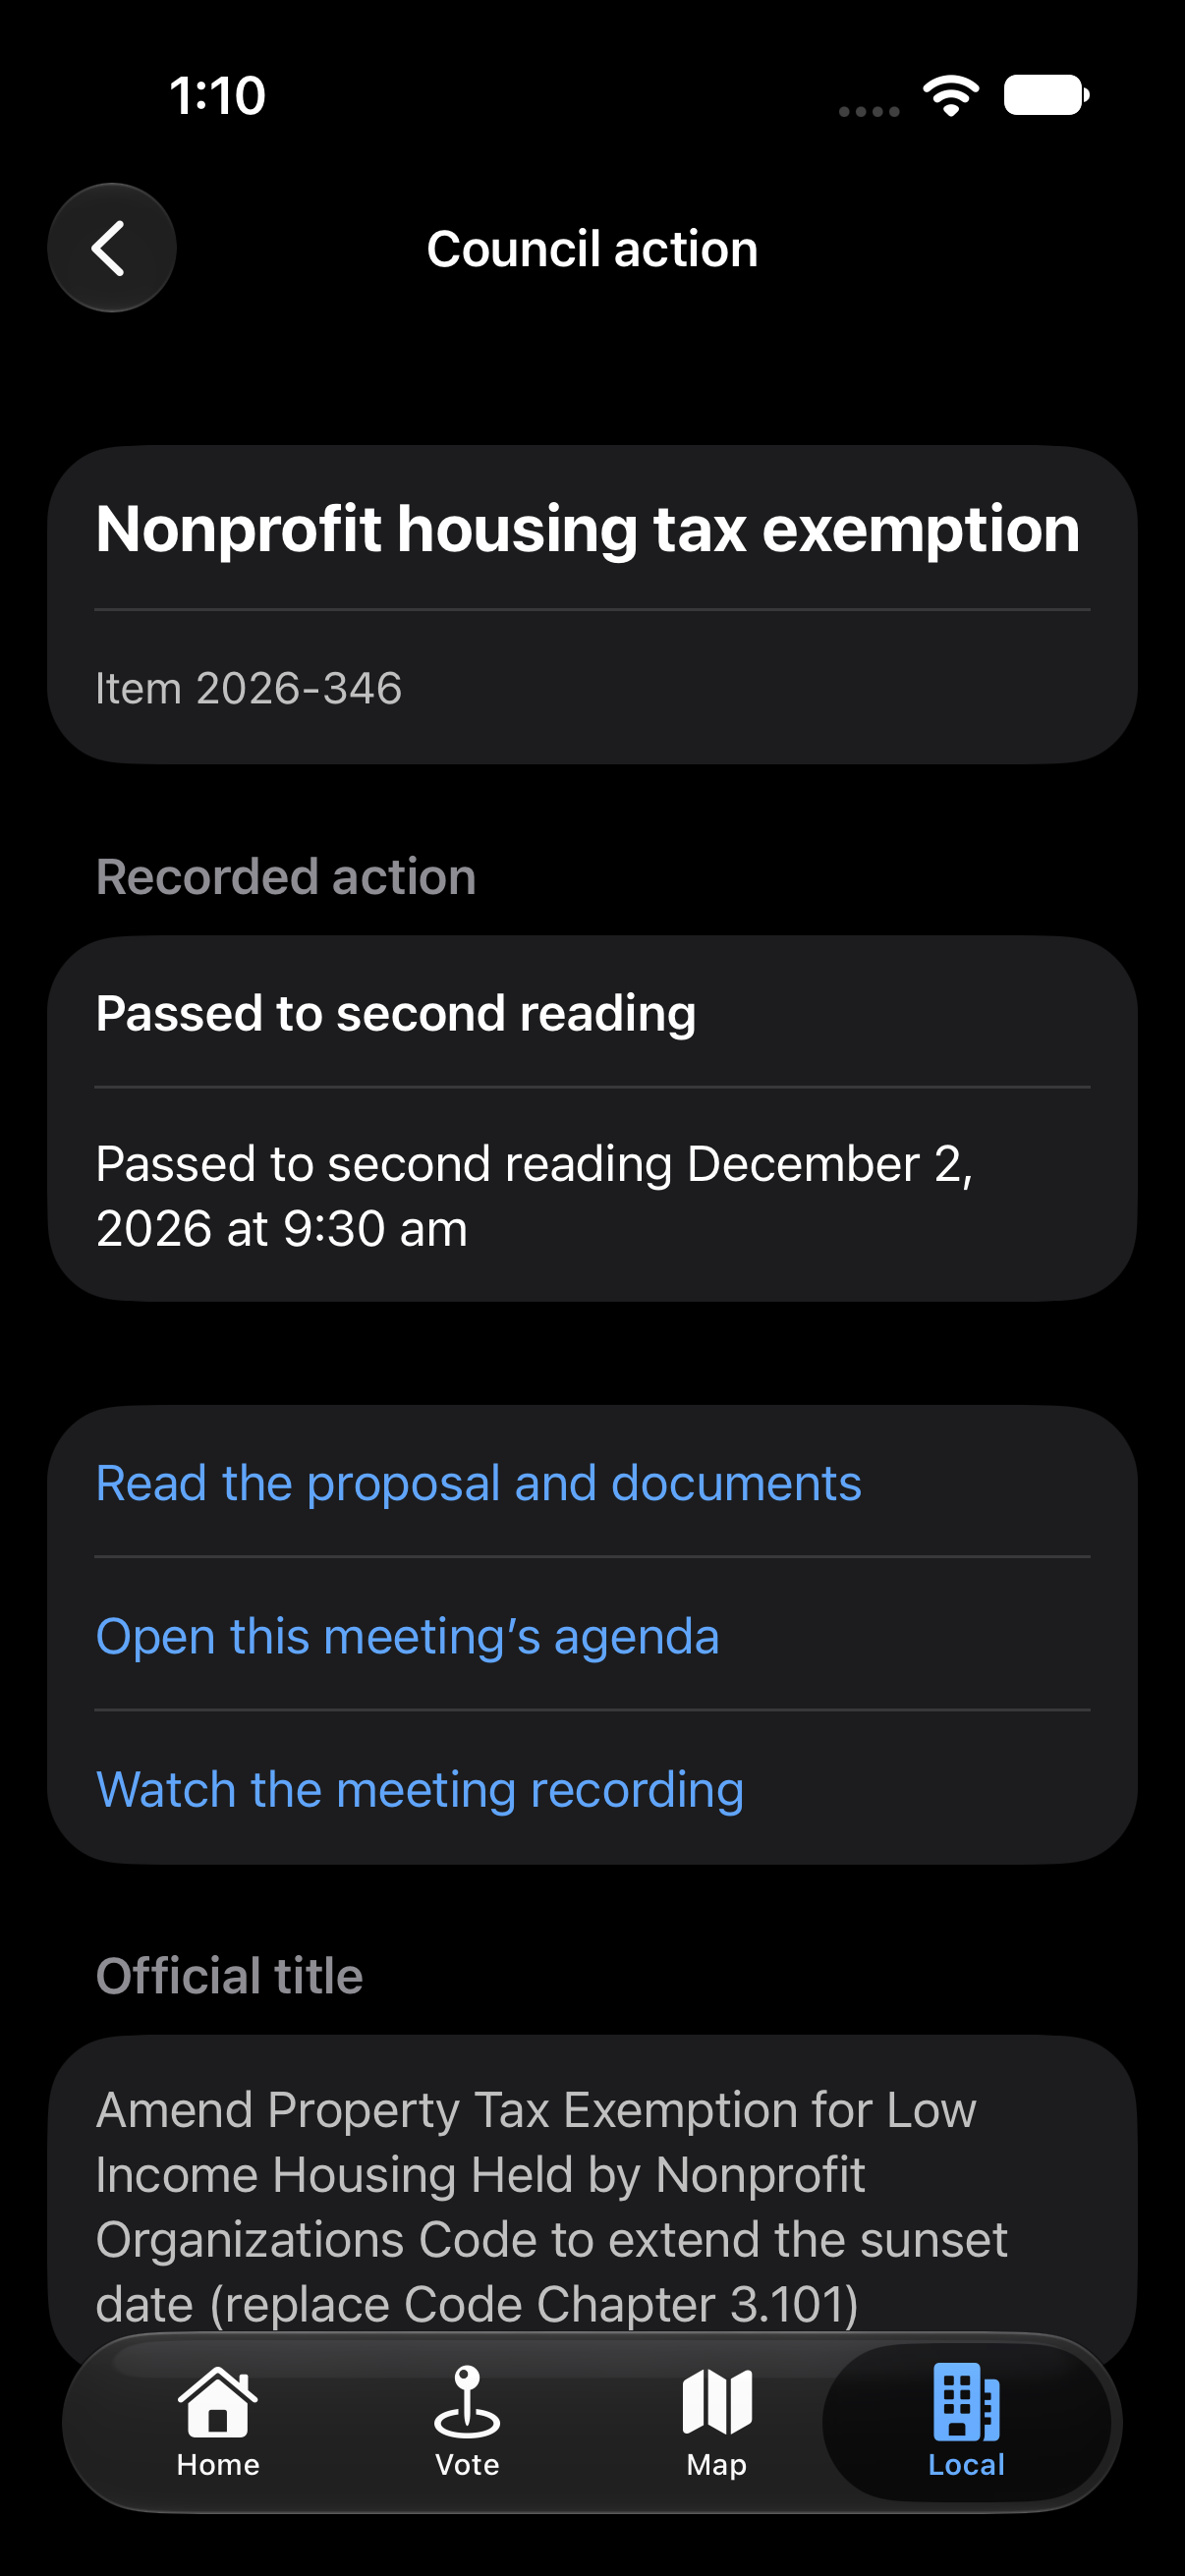 1:10
Council action
Nonprofit housing tax exemption
Item 2026-346
Recorded action
Passed to second reading
Passed to second reading December 2,
2026 at 9:30 am
Read the proposal and documents
Open this meeting’s agenda
Watch the meeting recording
Official title
Amend Property Tax Exemption for Low
Income Housing Held by Nonprofit
Organizations Code to extend the sunset
date (replace Code Chapter 3.101)
Home
Vote
Map
Local